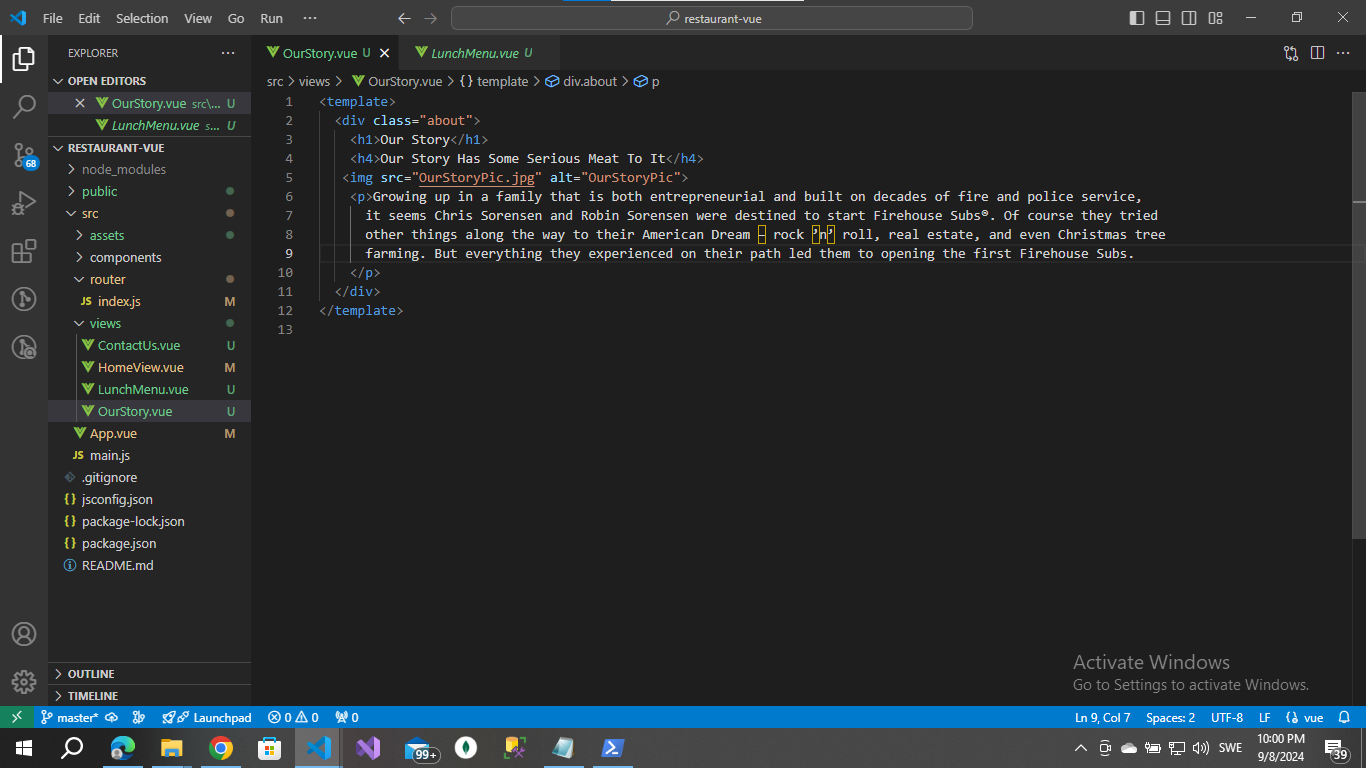 File Edit Selection View Go Run ···
restaurant-vue
EXPLORER ···
OPEN EDITORS
OurStory.vue src\... U
LunchMenu.vue s... U
RESTAURANT-VUE
node_modules
public
src
assets
components
router
JS index.js M
views
ContactUs.vue U
HomeView.vue M
LunchMenu.vue U
OurStory.vue U
App.vue M
JS main.js
.gitignore
{} jsconfig.json
{} package-lock.json
{} package.json
README.md
OUTLINE
TIMELINE
68
OurStory.vue U
LunchMenu.vue U
src > views > OurStory.vue > {} template > div.about > p
1 <template>
2 <div class="about">
3 <h1>Our Story</h1>
4 <h4>Our Story Has Some Serious Meat To It</h4>
5 <img src="OurStoryPic.jpg" alt="OurStoryPic">
6 <p>Growing up in a family that is both entrepreneurial and built on decades of fire and police service,
7 it seems Chris Sorensen and Robin Sorensen were destined to start Firehouse Subs®. Of course they tried
8 other things along the way to their American Dream – rock ’n’ roll, real estate, and even Christmas tree
9 farming. But everything they experienced on their path led them to opening the first Firehouse Subs.
10 </p>
11 </div>
12 </template>
13
Activate Windows
Go to Settings to activate Windows.
master* Launchpad 0 0 0
Ln 9, Col 7 Spaces: 2 UTF-8 LF vue
99+
SWE
10:00 PM
9/8/2024
39